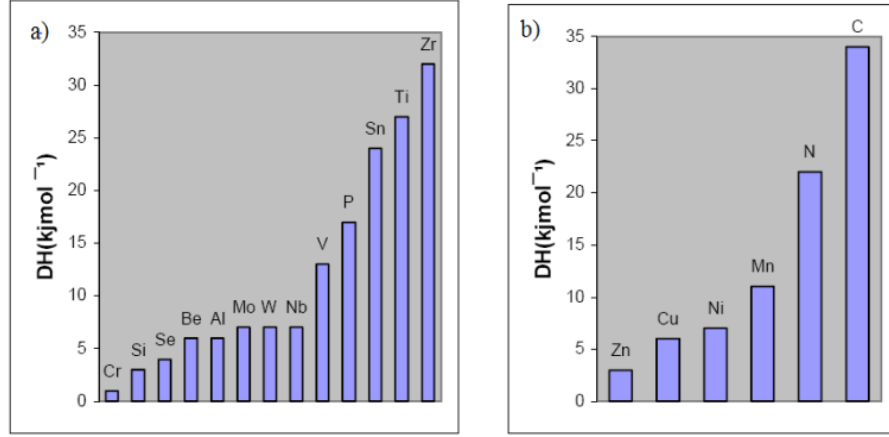 a)
DH(kjmol⁻¹)
35
30
25
20
15
10
5
0
Cr
Si
Se
Be
Al
Mo
W
Nb
V
P
Sn
Ti
Zr
b)
DH(kjmol⁻¹)
35
30
25
20
15
10
5
0
Zn
Cu
Ni
Mn
N
C